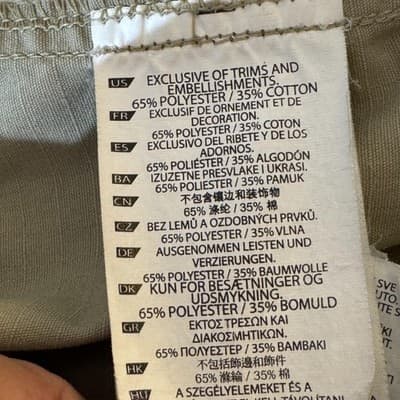 US EXCLUSIVE OF TRIMS AND
EMBELLISHMENTS.
65% POLYESTER / 35% COTTON
FR EXCLUSIF DE ORNEMENT ET DE
DECORATION.
65% POLYESTER / 35% COTON
ES EXCLUSIVO DEL RIBETE Y DE LOS
ADORNOS.
65% POLIÉSTER / 35% ALGODÓN
BA IZUZETNE PRESVLAKE I UKRASI.
65% POLIESTER / 35% PAMUK
CN 不包含镶边和装饰物
65% 涤纶 / 35% 棉
CZ BEZ LEMŮ A OZDOBNÝCH PRVKŮ.
65% POLYESTER / 35% VLNA
DE AUSGENOMMEN LEISTEN UND
VERZIERUNGEN.
65% POLYESTER / 35% BAUMWOLLE
DK KUN FOR BESÆTNINGER OG
UDSMYKNING.
65% POLYESTER / 35% BOMULD
GR ΕΚΤΟΣ ΤΡΕΣΩΝ ΚΑΙ
ΔΙΑΚΟΣΜΗΤΙΚΩΝ.
65% ΠΟΛΥΕΣΤΕΡ / 35% ΒΑΜΒΑΚΙ
HK 不包括飾邊和飾件
65% 滌綸 / 35% 棉
HU A SZEGÉLYELEMEKET ÉS A
SVE